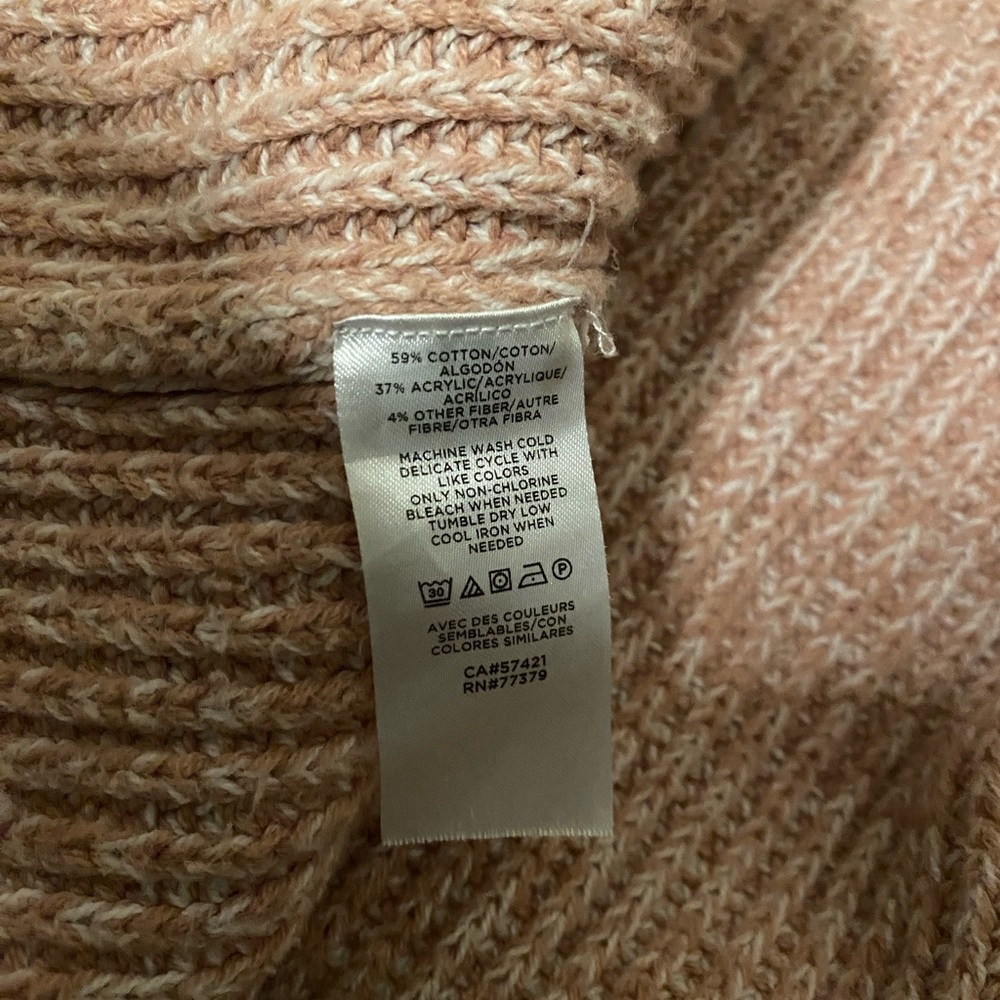 59% COTTON/COTON/
ALGODÓN
37% ACRYLIC/ACRYLIQUE/
ACRÍLICO
4% OTHER FIBER/AUTRE
FIBRE/OTRA FIBRA
MACHINE WASH COLD
DELICATE CYCLE WITH
LIKE COLORS
ONLY NON-CHLORINE
BLEACH WHEN NEEDED
TUMBLE DRY LOW
COOL IRON WHEN
NEEDED
30 P
AVEC DES COULEURS
SEMBLABLES/CON
COLORES SIMILARES
CA#57421
RN#77379